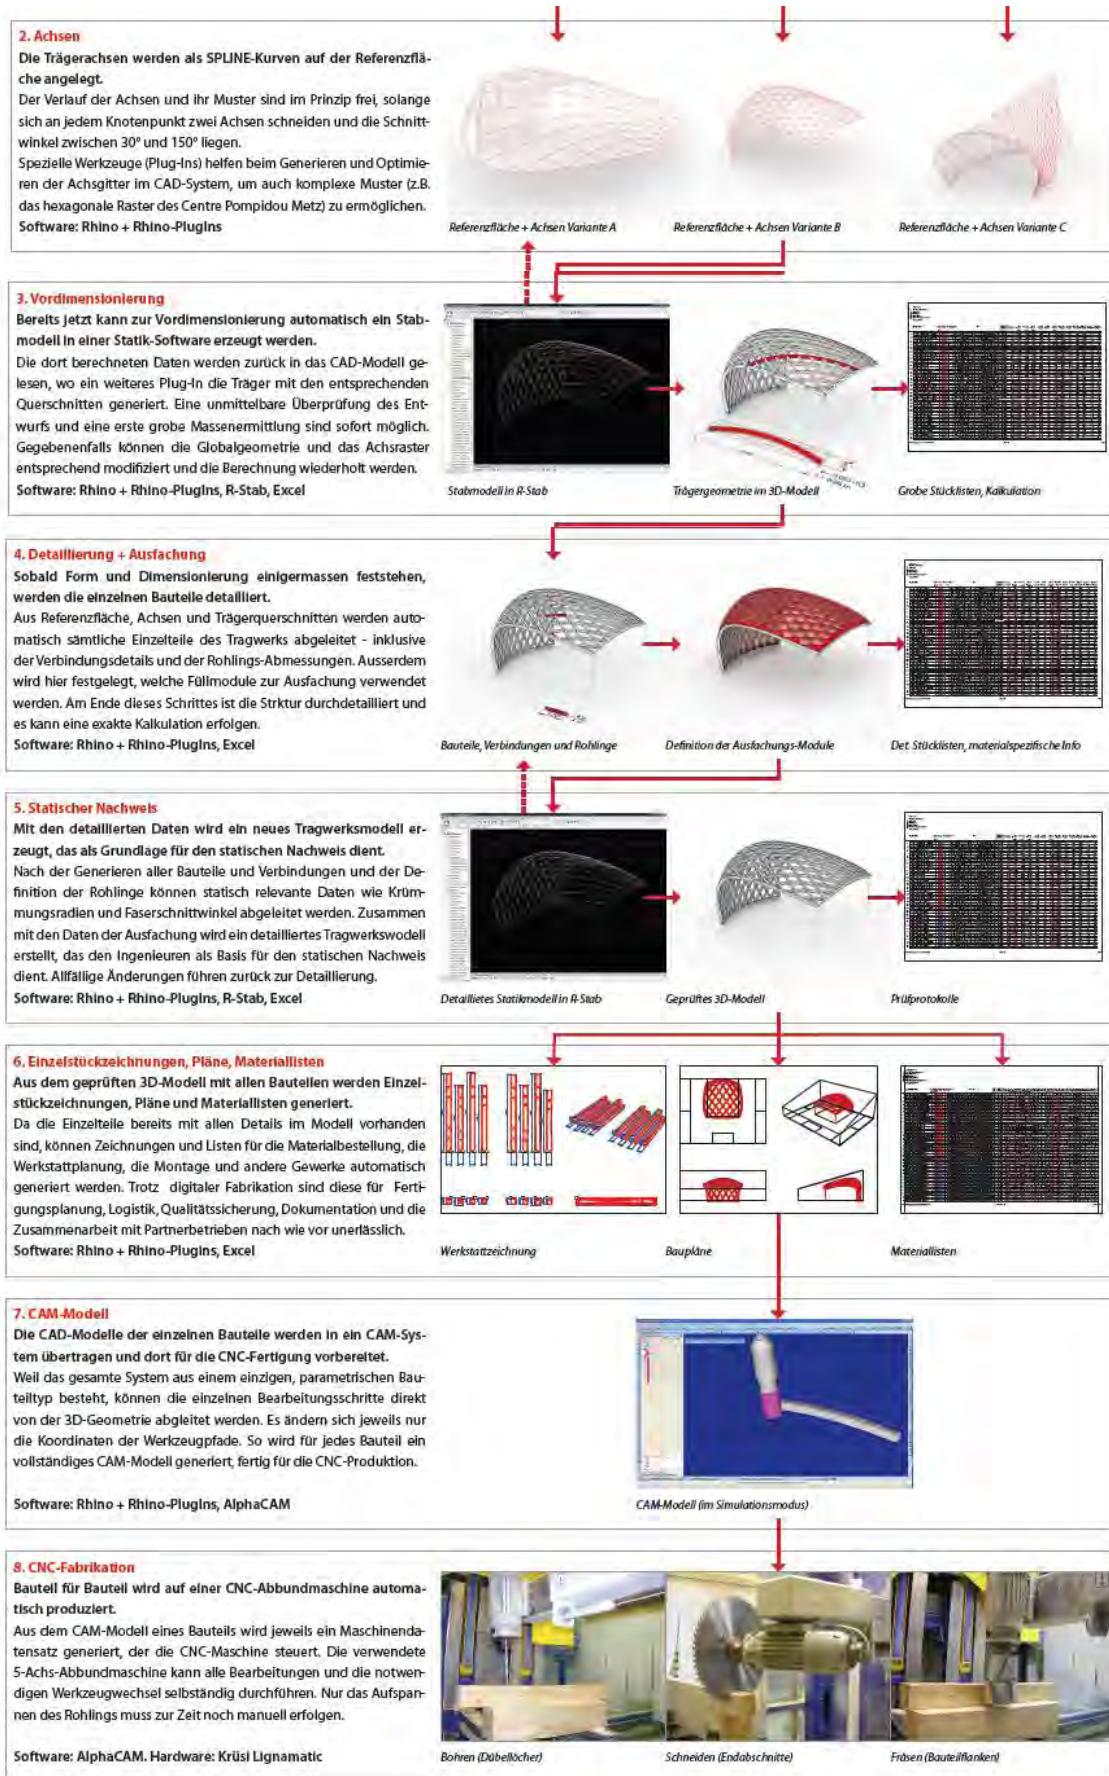 2. Achsen
Die Trägerachsen werden als SPLINE-Kurven auf der Referenzflä-
che angelegt.
Der Verlauf der Achsen und ihr Muster sind im Prinzip frei, solange
sich an jedem Knotenpunkt zwei Achsen schneiden und die Schnitt-
winkel zwischen 30° und 150° liegen.
Spezielle Werkzeuge (Plug-Ins) helfen beim Generieren und Optimie-
ren der Achsgitter im CAD-System, um auch komplexe Muster (z.B.
das hexagonale Raster des Centre Pompidou Metz) zu ermöglichen.
Software: Rhino + Rhino-PlugIns
Referenzfläche + Achsen Variante A
Referenzfläche + Achsen Variante B
Referenzfläche + Achsen Variante C
3. Vordimensionierung
Bereits jetzt kann zur Vordimensionierung automatisch ein Stab-
modell in einer Statik-Software erzeugt werden.
Die dort berechneten Daten werden zurück in das CAD-Modell ge-
lesen, wo ein weiteres Plug-In die Träger mit den entsprechenden
Querschnitten generiert. Eine unmittelbare Überprüfung des Ent-
wurfs und eine erste grobe Massenermittlung sind sofort möglich.
Gegebenenfalls können die Globalgeometrie und das Achsraster
entsprechend modifiziert und die Berechnung wiederholt werden.
Software: Rhino + Rhino-PlugIns, R-Stab, Excel
Stabmodell in R-Stab
Trägergeometrie im 3D-Modell
Grobe Stücklisten, Kalkulation
4. Detaillierung + Ausfachung
Sobald Form und Dimensionierung einigermassen feststehen,
werden die einzelnen Bauteile detailliert.
Aus Referenzfläche, Achsen und Trägerquerschnitten werden auto-
matisch sämtliche Einzelteile des Tragwerks abgeleitet - inklusive
der Verbindungsdetails und der Rohlings-Abmessungen. Ausserdem
wird hier festgelegt, welche Füllmodule zur Ausfachung verwendet
werden. Am Ende dieses Schrittes ist die Strktur durchdetailliert und
es kann eine exakte Kalkulation erfolgen.
Software: Rhino + Rhino-PlugIns, Excel
Bauteile, Verbindungen und Rohlinge
Definition der Ausfachungs-Module
Det. Stücklisten, materialspezifische Info
5. Statischer Nachweis
Mit den detaillierten Daten wird ein neues Tragwerksmodell er-
zeugt, das als Grundlage für den statischen Nachweis dient.
Nach der Generieren aller Bauteile und Verbindungen und der De-
finition der Rohlinge können statisch relevante Daten wie Krüm-
mungsradien und Faserschnittwinkel abgeleitet werden. Zusammen
mit den Daten der Ausfachung wird ein detailliertes Tragwerkswodell
erstellt, das den Ingenieuren als Basis für den statischen Nachweis
dient. Allfällige Änderungen führen zurück zur Detaillierung.
Software: Rhino + Rhino-PlugIns, R-Stab, Excel
Detailliertes Statikmodell in R-Stab
Geprüftes 3D-Modell
Prüfprotokolle
6. Einzelstückzeichnungen, Pläne, Materiallisten
Aus dem geprüften 3D-Modell mit allen Bauteilen werden Einzel-
stückzeichnungen, Pläne und Materiallisten generiert.
Da die Einzelteile bereits mit allen Details im Modell vorhanden
sind, können Zeichnungen und Listen für die Materialbestellung, die
Werkstattplanung, die Montage und andere Gewerke automatisch
generiert werden. Trotz digitaler Fabrikation sind diese für Ferti-
gungsplanung, Logistik, Qualitätssicherung, Dokumentation und die
Zusammenarbeit mit Partnerbetrieben nach wie vor unerlässlich.
Software: Rhino + Rhino-PlugIns, Excel
Werkstattzeichnung
Baupläne
Materiallisten
7. CAM-Modell
Die CAD-Modelle der einzelnen Bauteile werden in ein CAM-Sys-
tem übertragen und dort für die CNC-Fertigung vorbereitet.
Weil das gesamte System aus einem einzigen, parametrischen Bau-
teiltyp besteht, können die einzelnen Bearbeitungsschritte direkt
von der 3D-Geometrie abgleitet werden. Es ändern sich jeweils nur
die Koordinaten der Werkzeugpfade. So wird für jedes Bauteil ein
vollständiges CAM-Modell generiert, fertig für die CNC-Produktion.
Software: Rhino + Rhino-PlugIns, AlphaCAM
CAM-Modell (im Simulationsmodus)
8. CNC-Fabrikation
Bauteil für Bauteil wird auf einer CNC-Abbundmaschine automa-
tisch produziert.
Aus dem CAM-Modell eines Bauteils wird jeweils ein Maschinenda-
tensatz generiert, der die CNC-Maschine steuert. Die verwendete
5-Achs-Abbundmaschine kann alle Bearbeitungen und die notwen-
digen Werkzeugwechsel selbständig durchführen. Nur das Aufspan-
nen des Rohlings muss zur Zeit noch manuell erfolgen.
Software: AlphaCAM. Hardware: Krüsi Lignamatic
Bohren (Dübellöcher)
Schneiden (Endabschnitte)
Fräsen (Bauteilflanken)